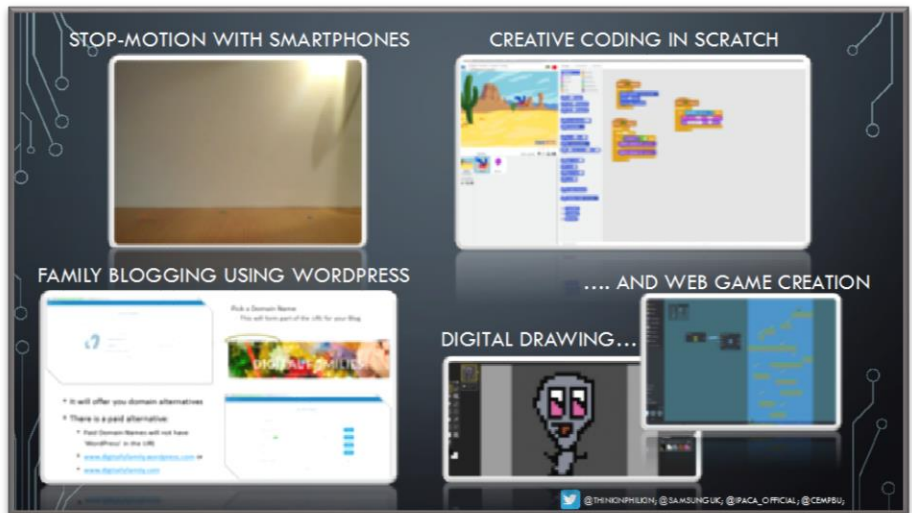 STOP-MOTION WITH SMARTPHONES
CREATIVE CODING IN SCRATCH
FAMILY BLOGGING USING WORDPRESS
Pick a Domain Name
This will form part of the URL for your Blog
DIGITAL FAMILIES!
• It will offer you domain alternatives
• There is a paid alternative:
• Paid Domain Names will not have
'WordPress' in the URL
• www.digitalfamily.wordpress.com or
• www.digitalfamily.com
.... AND WEB GAME CREATION
DIGITAL DRAWING...
@THINKINPHILKIN; @SAMSUNGUK; @IPACA_OFFICIAL; @CEMPBU;